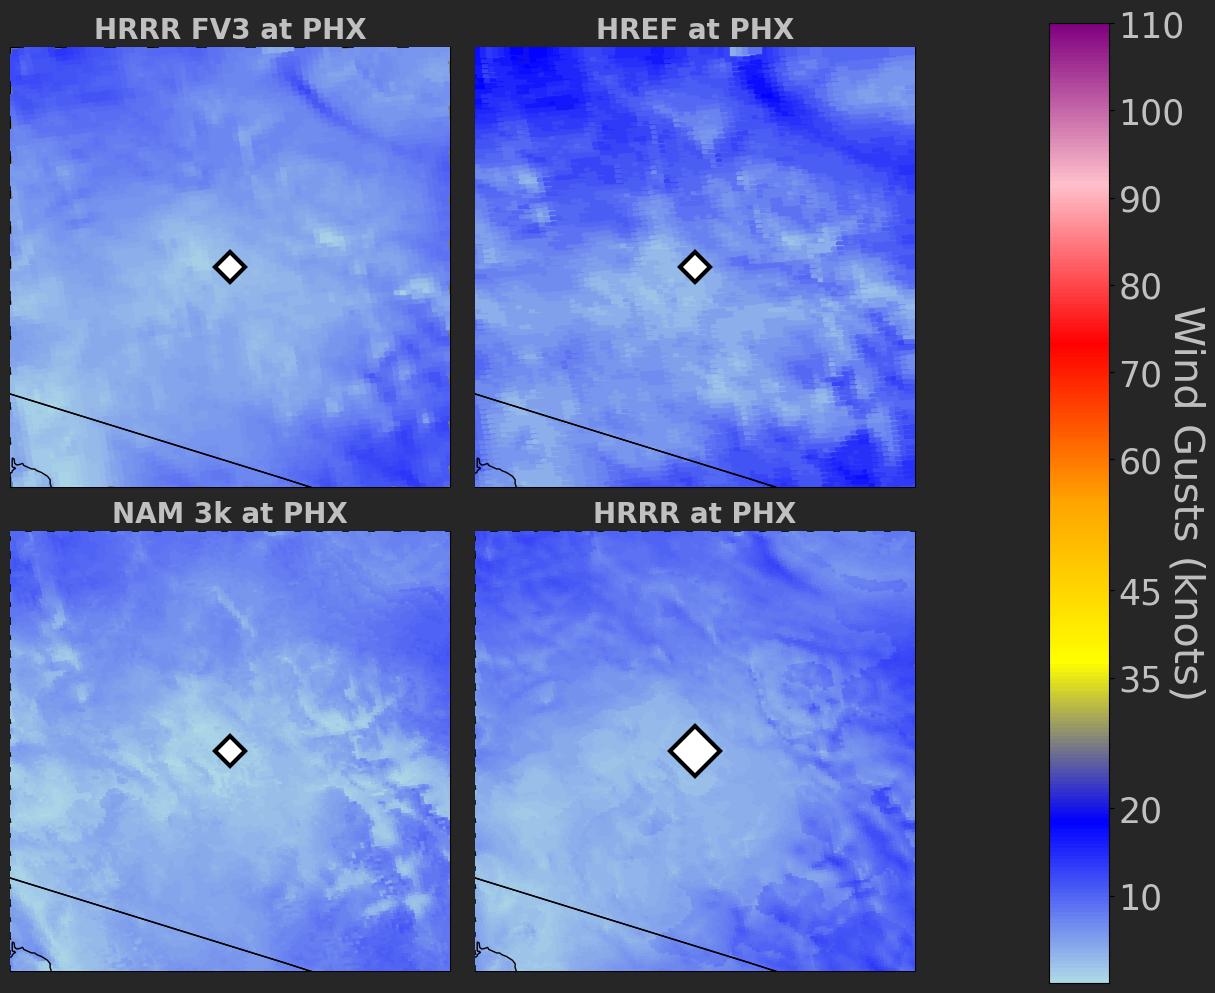 HRRR FV3 at PHX
HREF at PHX
NAM 3k at PHX
HRRR at PHX
110
100
90
80
70
60
45
35
20
10
Wind Gusts (knots)